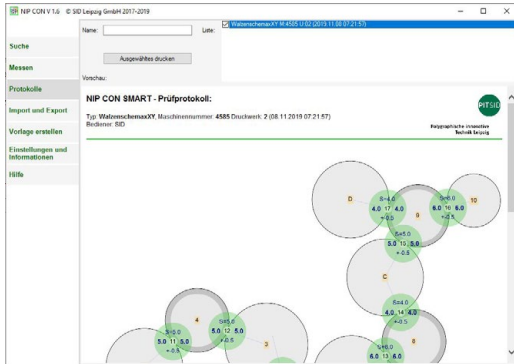 NIP CON V 1.6 © SID Leipzig GmbH 2017-2019
Name:
Liste:
WalzenschemaxXY M:4585 U:02 (2019.11.08 07:21:57)
Ausgewähltes drucken
Vorschau:
Suche
Messen
Protokolle
Import und Export
Vorlage erstellen
Einstellungen und
Informationen
Hilfe
NIP CON SMART - Prüfprotokoll:
Typ: WalzenschemaxXY, Maschinennummer: 4585 Druckwerk: 2 (08.11.2019 07:21:57)
Bediener: SID
PITSID
Polygraphische innovative
Technik Leipzig
D
S=4.0
4.0 17 4.0
+-0.5
9
S=6.0
6.0 16 6.0
+-0.5
10
S=5.0
5.0 15 5.0
+-0.5
C
S=4.0
4.0 14 4.0
+-0.5
8
S=6.0
6.0 13 6.0
4
S=5.0
5.0 12 5.0
+-0.5
3
S=5.0
5.0 11 5.0
+-0.5